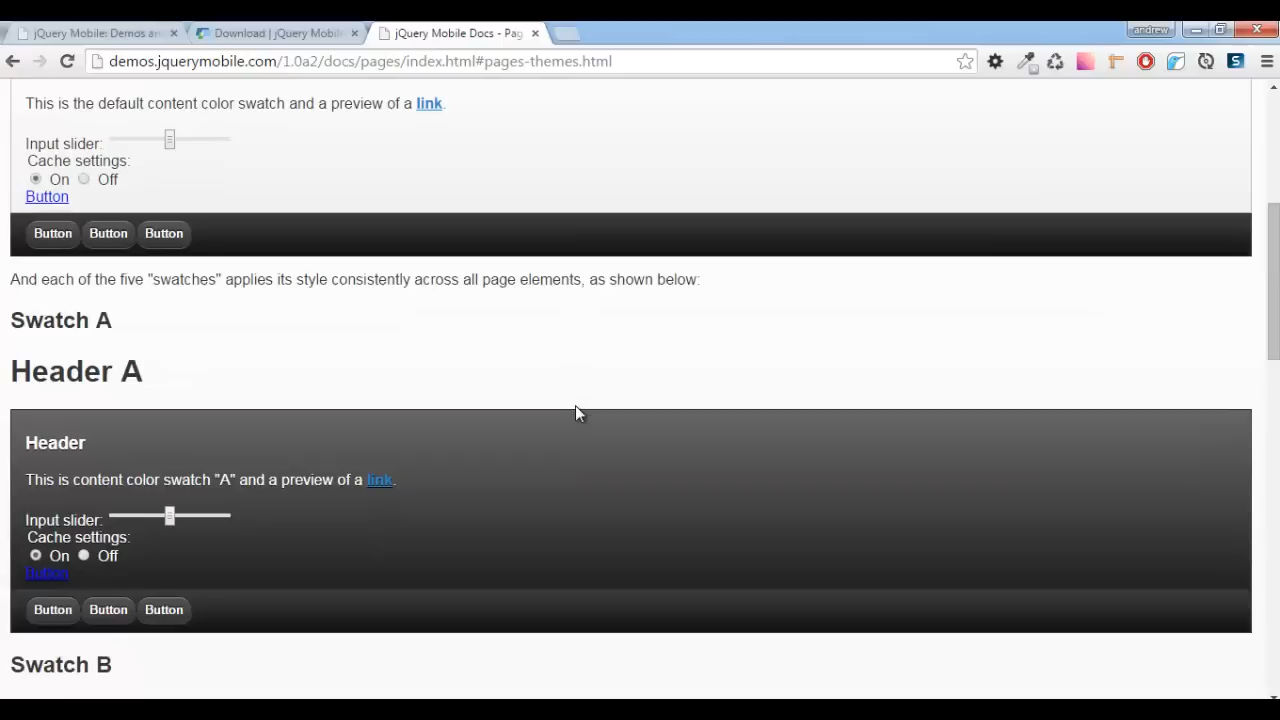 jQuery Mobile: Demos an
Download | jQuery Mobil
jQuery Mobile Docs - Pag
andrew
demos.jquerymobile.com/1.0a2/docs/pages/index.html#pages-themes.html
This is the default content color swatch and a preview of a link.
Input slider:
Cache settings:
On Off
Button
Button Button Button
And each of the five "swatches" applies its style consistently across all page elements, as shown below:
Swatch A
Header A
Header
This is content color swatch "A" and a preview of a link.
Input slider:
Cache settings:
On Off
Button
Button Button Button
Swatch B